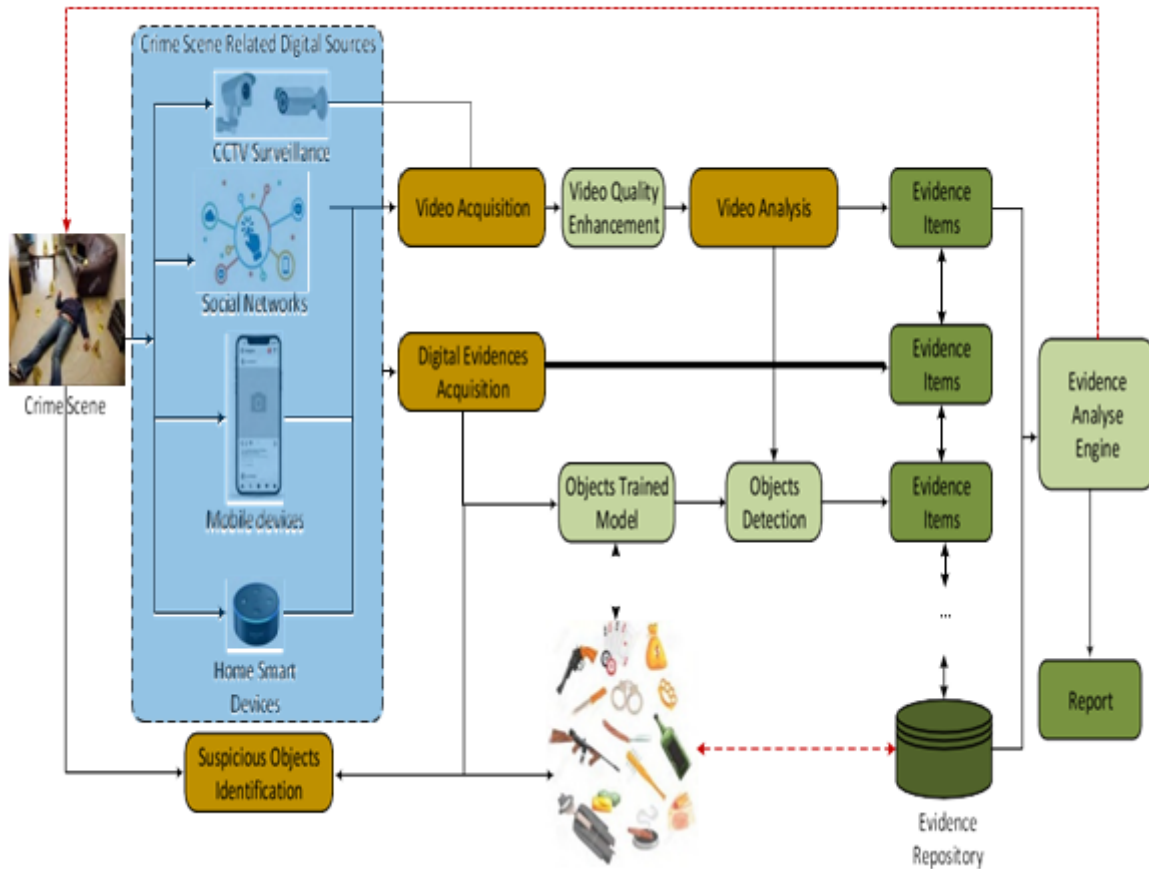 Crime Scene Related Digital Sources
CCTV Surveillance
Social Networks
Mobile devices
Home Smart
Devices
Crime Scene
Suspicious Objects
Identification
Video Acquisition
Video Quality
Enhancement
Video Analysis
Evidence
Items
Digital Evidences
Acquisition
Evidence
Items
Objects Trained
Model
Objects
Detection
Evidence
Items
...
Evidence
Analyse
Engine
Report
Evidence
Repository